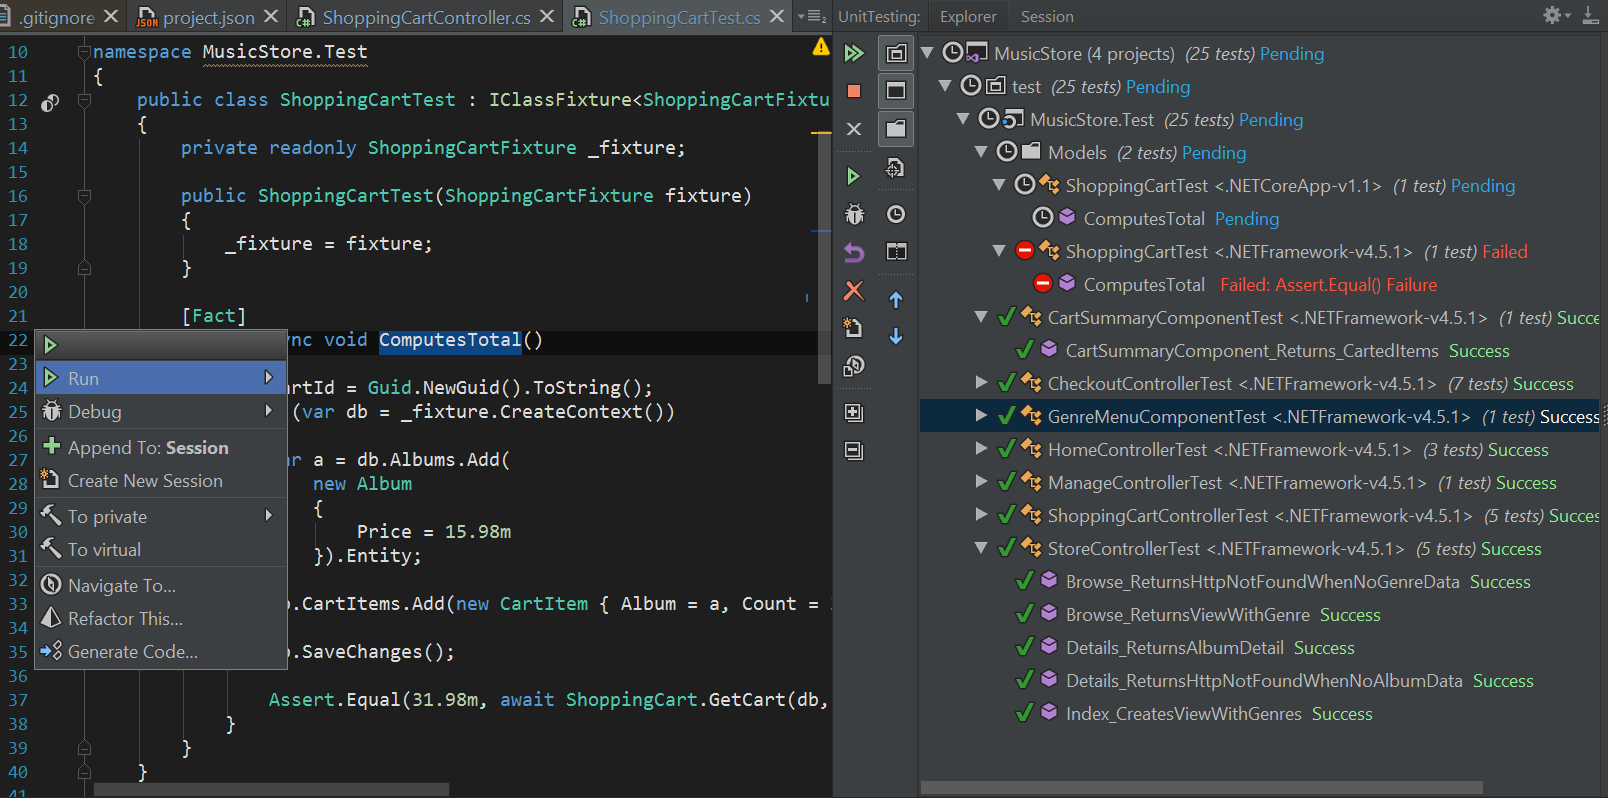 .gitignore project.json ShoppingCartController.cs ShoppingCartTest.cs
UnitTesting: Explorer Session
10 namespace MusicStore.Test
11 {
12 public class ShoppingCartTest : IClassFixture<ShoppingCartFixtu
13 {
14 private readonly ShoppingCartFixture _fixture;
15
16 public ShoppingCartTest(ShoppingCartFixture fixture)
17 {
18 _fixture = fixture;
19 }
20
21 [Fact]
22 ync void ComputesTotal()
23
24 artId = Guid.NewGuid().ToString();
25 (var db = _fixture.CreateContext())
26
27 r a = db.Albums.Add(
28 new Album
29 {
30 Price = 15.98m
31 }).Entity;
32
33 .CartItems.Add(new CartItem { Album = a, Count =
34
35 .SaveChanges();
36
37 Assert.Equal(31.98m, await ShoppingCart.GetCart(db,
38 }
39 }
40 }
41
Run
Debug
Append To: Session
Create New Session
To private
To virtual
Navigate To...
Refactor This...
Generate Code...
MusicStore (4 projects) (25 tests) Pending
test (25 tests) Pending
MusicStore.Test (25 tests) Pending
Models (2 tests) Pending
ShoppingCartTest <.NETCoreApp-v1.1> (1 test) Pending
ComputesTotal Pending
ShoppingCartTest <.NETFramework-v4.5.1> (1 test) Failed
ComputesTotal Failed: Assert.Equal() Failure
CartSummaryComponentTest <.NETFramework-v4.5.1> (1 test) Succe
CartSummaryComponent_Returns_CartedItems Success
CheckoutControllerTest <.NETFramework-v4.5.1> (7 tests) Success
GenreMenuComponentTest <.NETFramework-v4.5.1> (1 test) Success
HomeControllerTest <.NETFramework-v4.5.1> (3 tests) Success
ManageControllerTest <.NETFramework-v4.5.1> (1 test) Success
ShoppingCartControllerTest <.NETFramework-v4.5.1> (5 tests) Succe
StoreControllerTest <.NETFramework-v4.5.1> (5 tests) Success
Browse_ReturnsHttpNotFoundWhenNoGenreData Success
Browse_ReturnsViewWithGenre Success
Details_ReturnsAlbumDetail Success
Details_ReturnsHttpNotFoundWhenNoAlbumData Success
Index_CreatesViewWithGenres Success